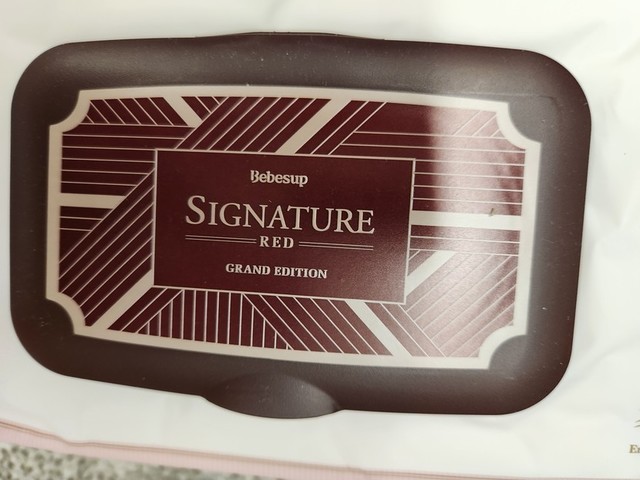 Bebesup
SIGNATURE
RED
GRAND EDITION